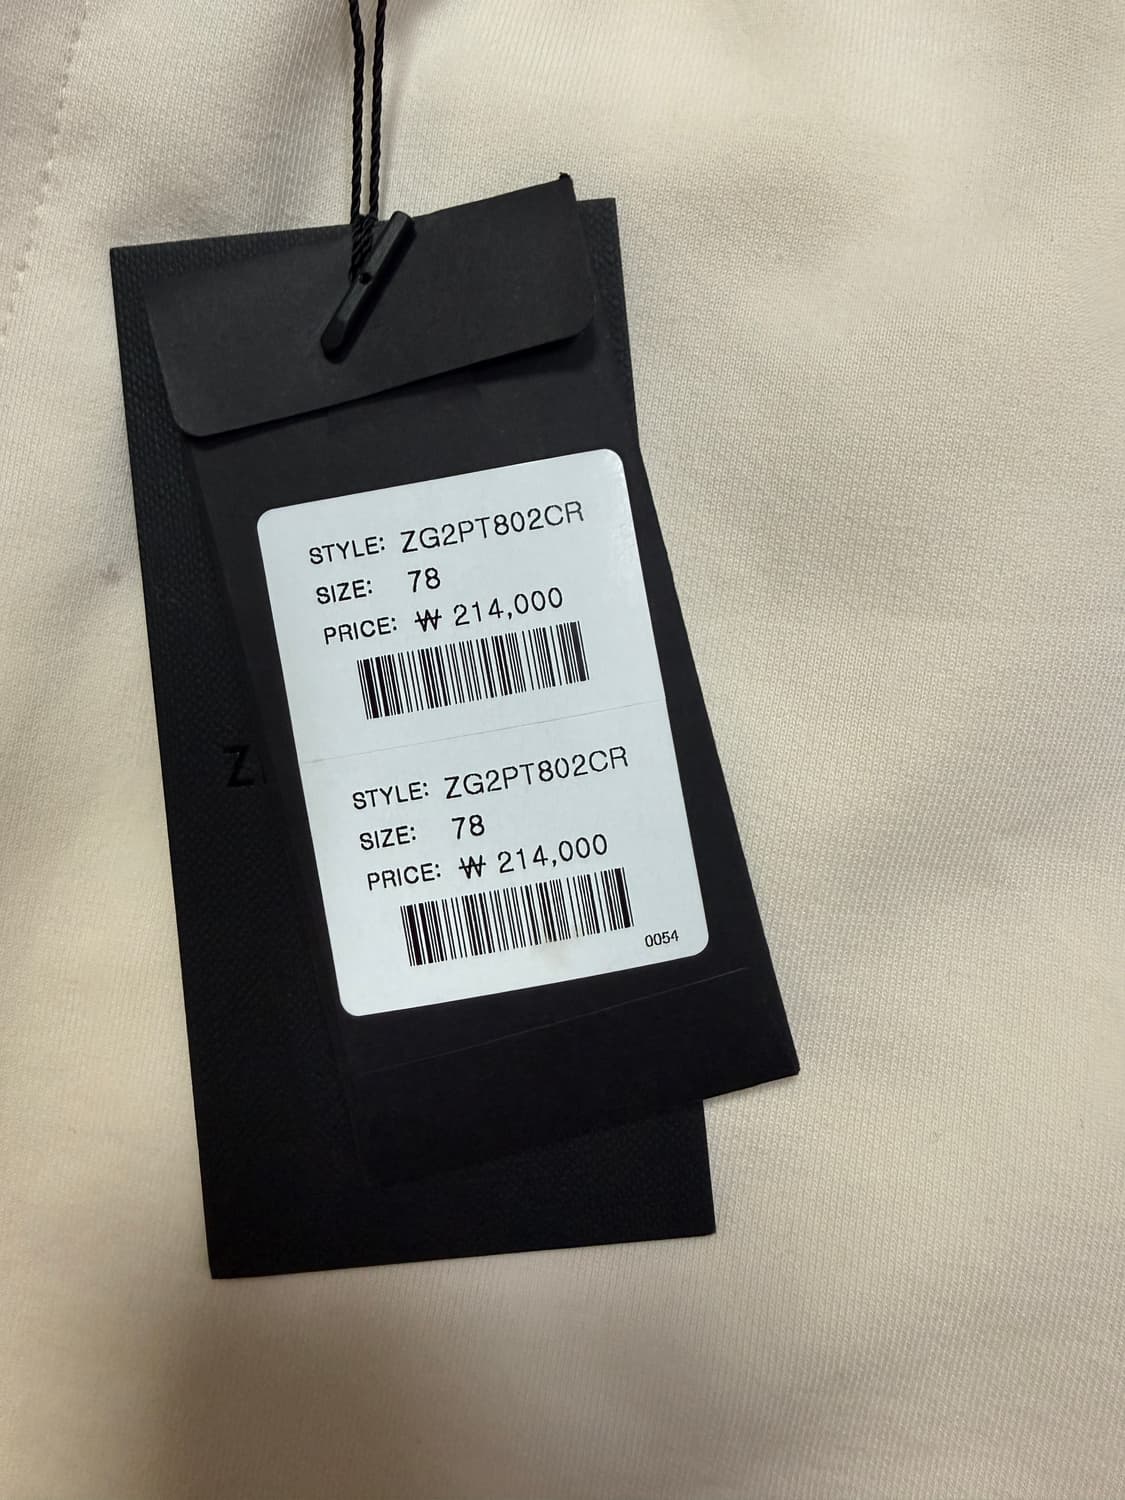 STYLE: ZG2PT802CR
SIZE: 78
PRICE: ₩ 214,000
STYLE: ZG2PT802CR
SIZE: 78
PRICE: ₩ 214,000
0054